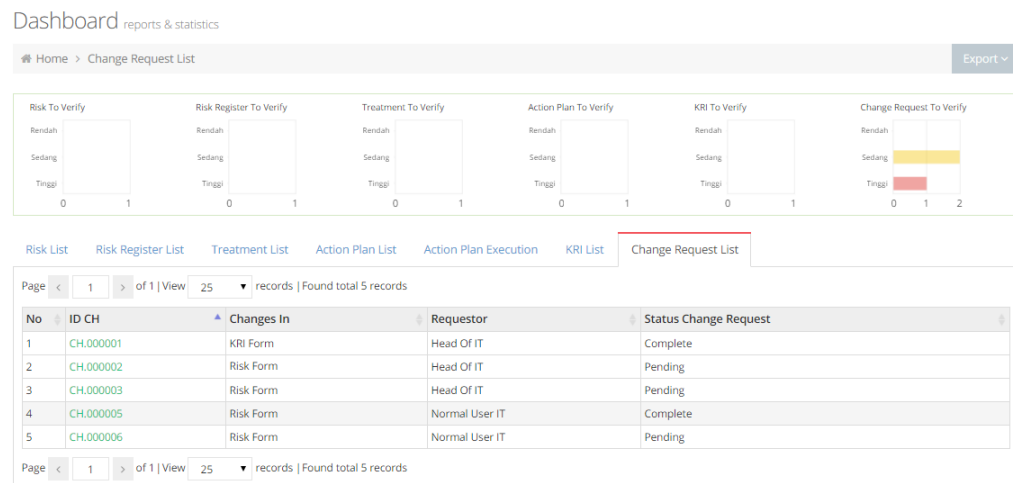 Dashboard reports & statistics
Home > Change Request List Export
Risk To Verify Risk Register To Verify Treatment To Verify Action Plan To Verify KRI To Verify Change Request To Verify
Rendah Rendah Rendah Rendah Rendah Rendah
Sedang Sedang Sedang Sedang Sedang Sedang
Tinggi Tinggi Tinggi Tinggi Tinggi Tinggi
0 1 0 1 0 1 0 1 0 1 0 1 2
Risk List Risk Register List Treatment List Action Plan List Action Plan Execution KRI List Change Request List
Page < 1 > of 1 | View 25 records | Found total 5 records
No ID CH Changes In Requestor Status Change Request
1 CH.000001 KRI Form Head Of IT Complete
2 CH.000002 Risk Form Head Of IT Pending
3 CH.000003 Risk Form Head Of IT Pending
4 CH.000005 Risk Form Normal User IT Complete
5 CH.000006 Risk Form Normal User IT Pending
Page < 1 > of 1 | View 25 records | Found total 5 records